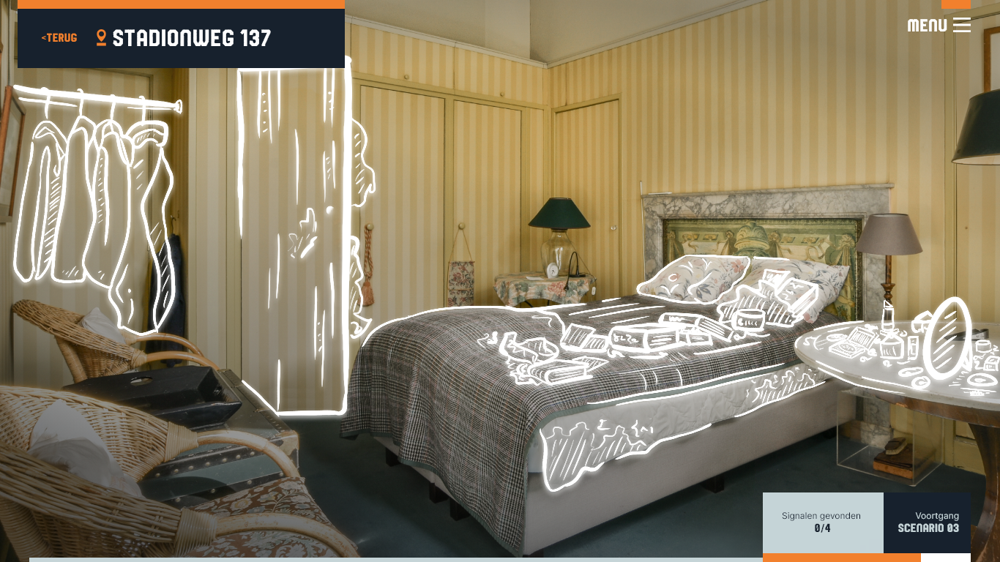 <TERUG
STADIONWEG 137
MENU
Signalen gevonden
0/4
Voortgang
SCENARIO 03